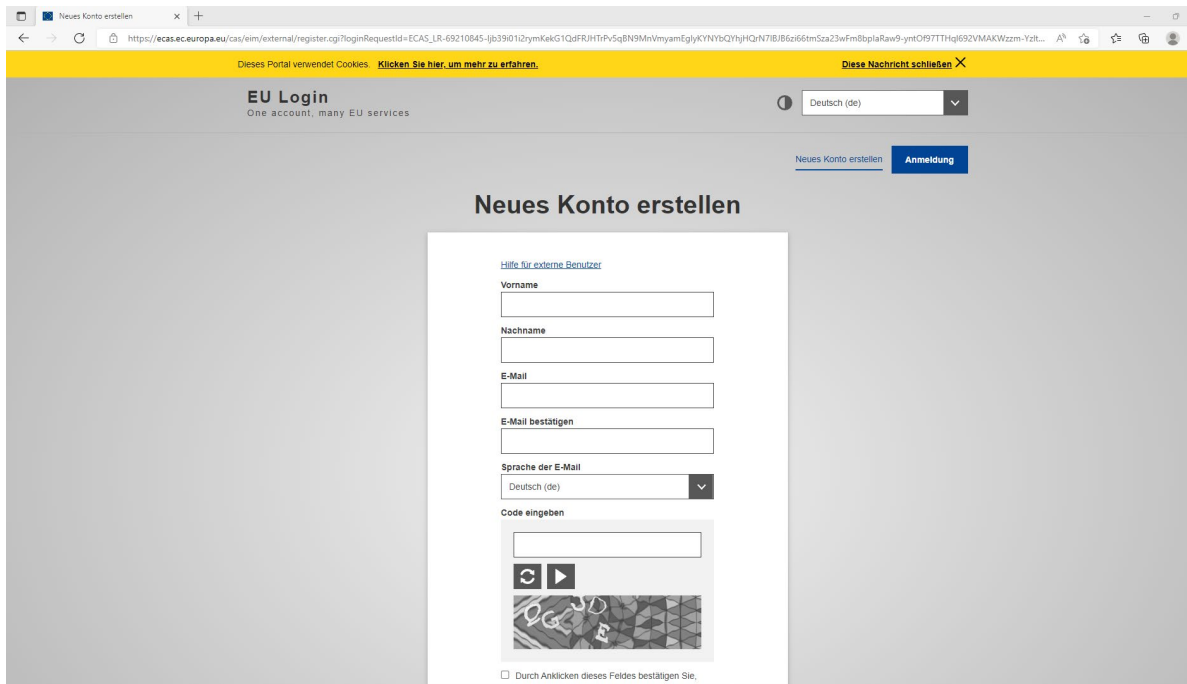 Neues Konto erstellen
Dieses Portal verwendet Cookies. Klicken Sie hier, um mehr zu erfahren. Diese Nachricht schließen
EU Login
One account, many EU services
Deutsch (de)
Neues Konto erstellen Anmeldung
Neues Konto erstellen
Hilfe für externe Benutzer
Vorname
Nachname
E-Mail
E-Mail bestätigen
Sprache der E-Mail
Deutsch (de)
Code eingeben
Durch Anklicken dieses Feldes bestätigen Sie,